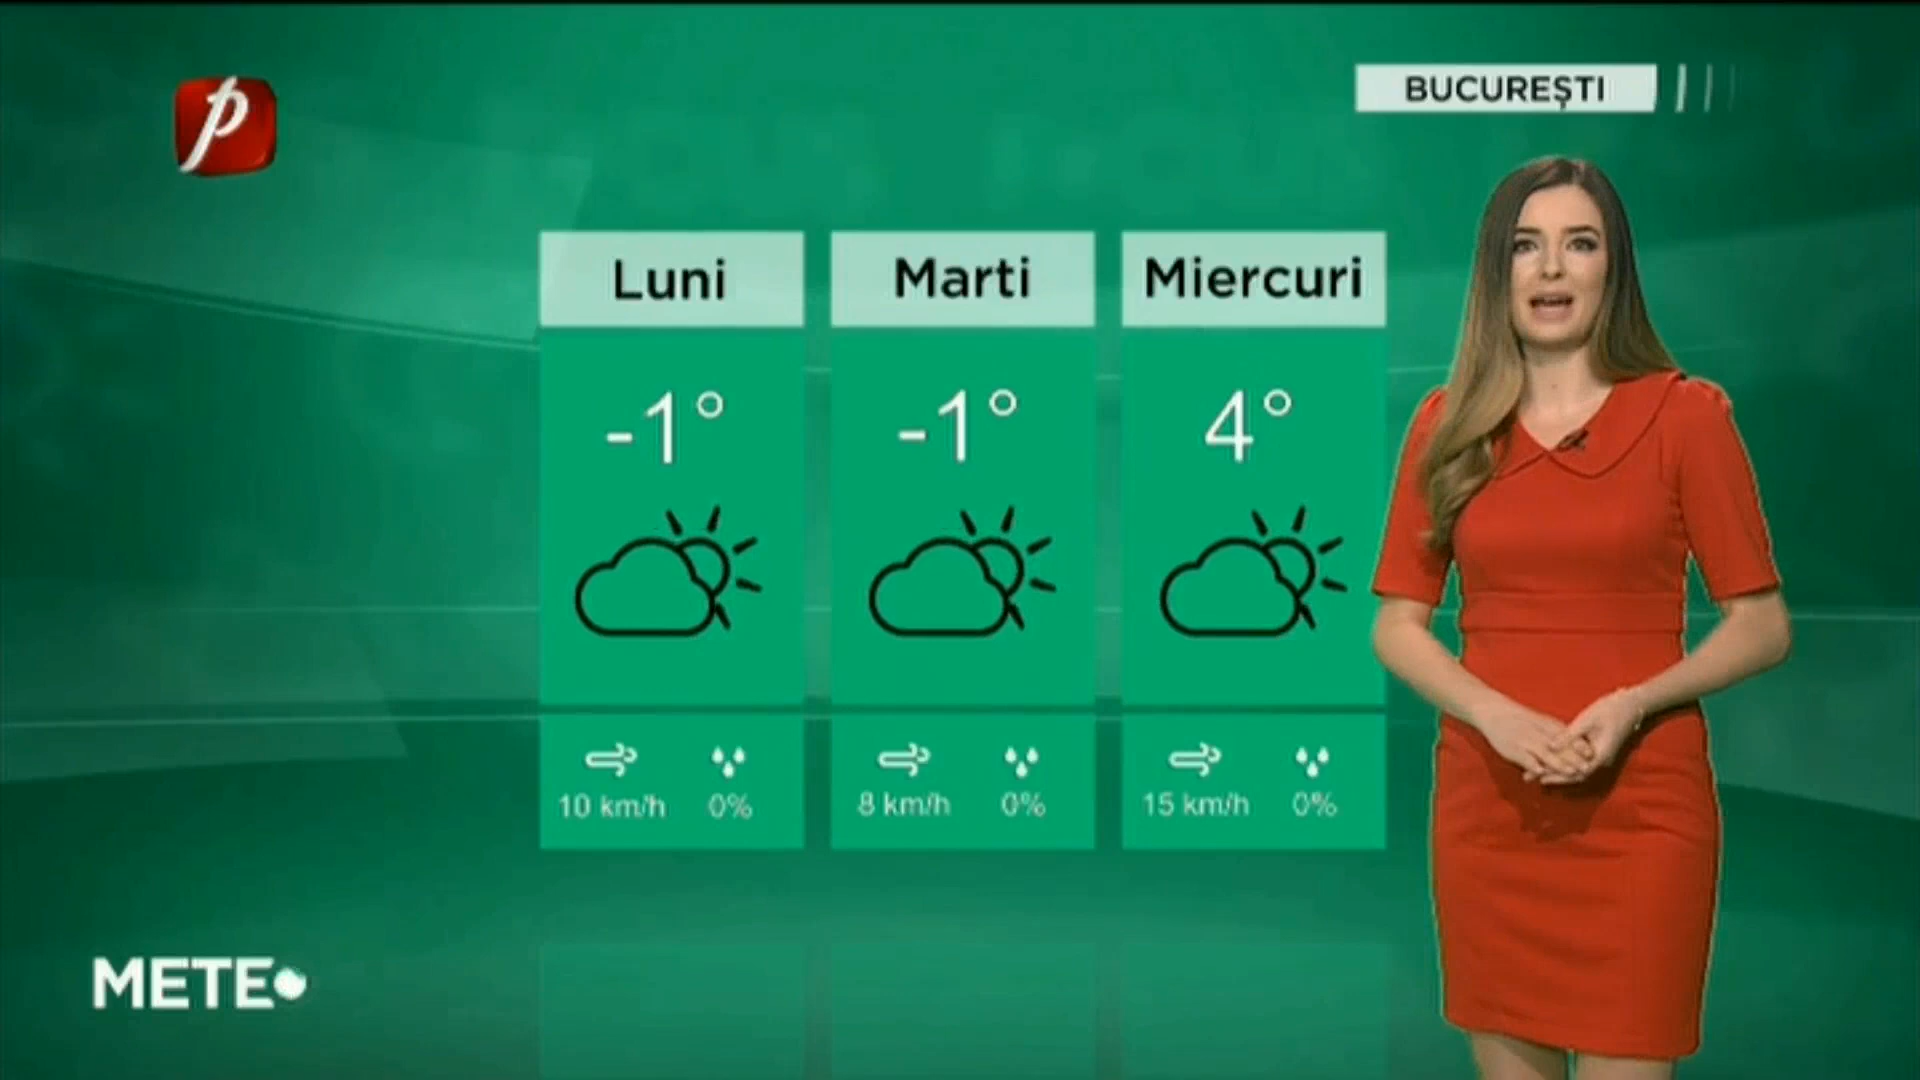 p
BUCUREȘTI
Luni
Marti
Miercuri
-1°
-1°
4°
10 km/h 0%
8 km/h 0%
15 km/h 0%
METEO